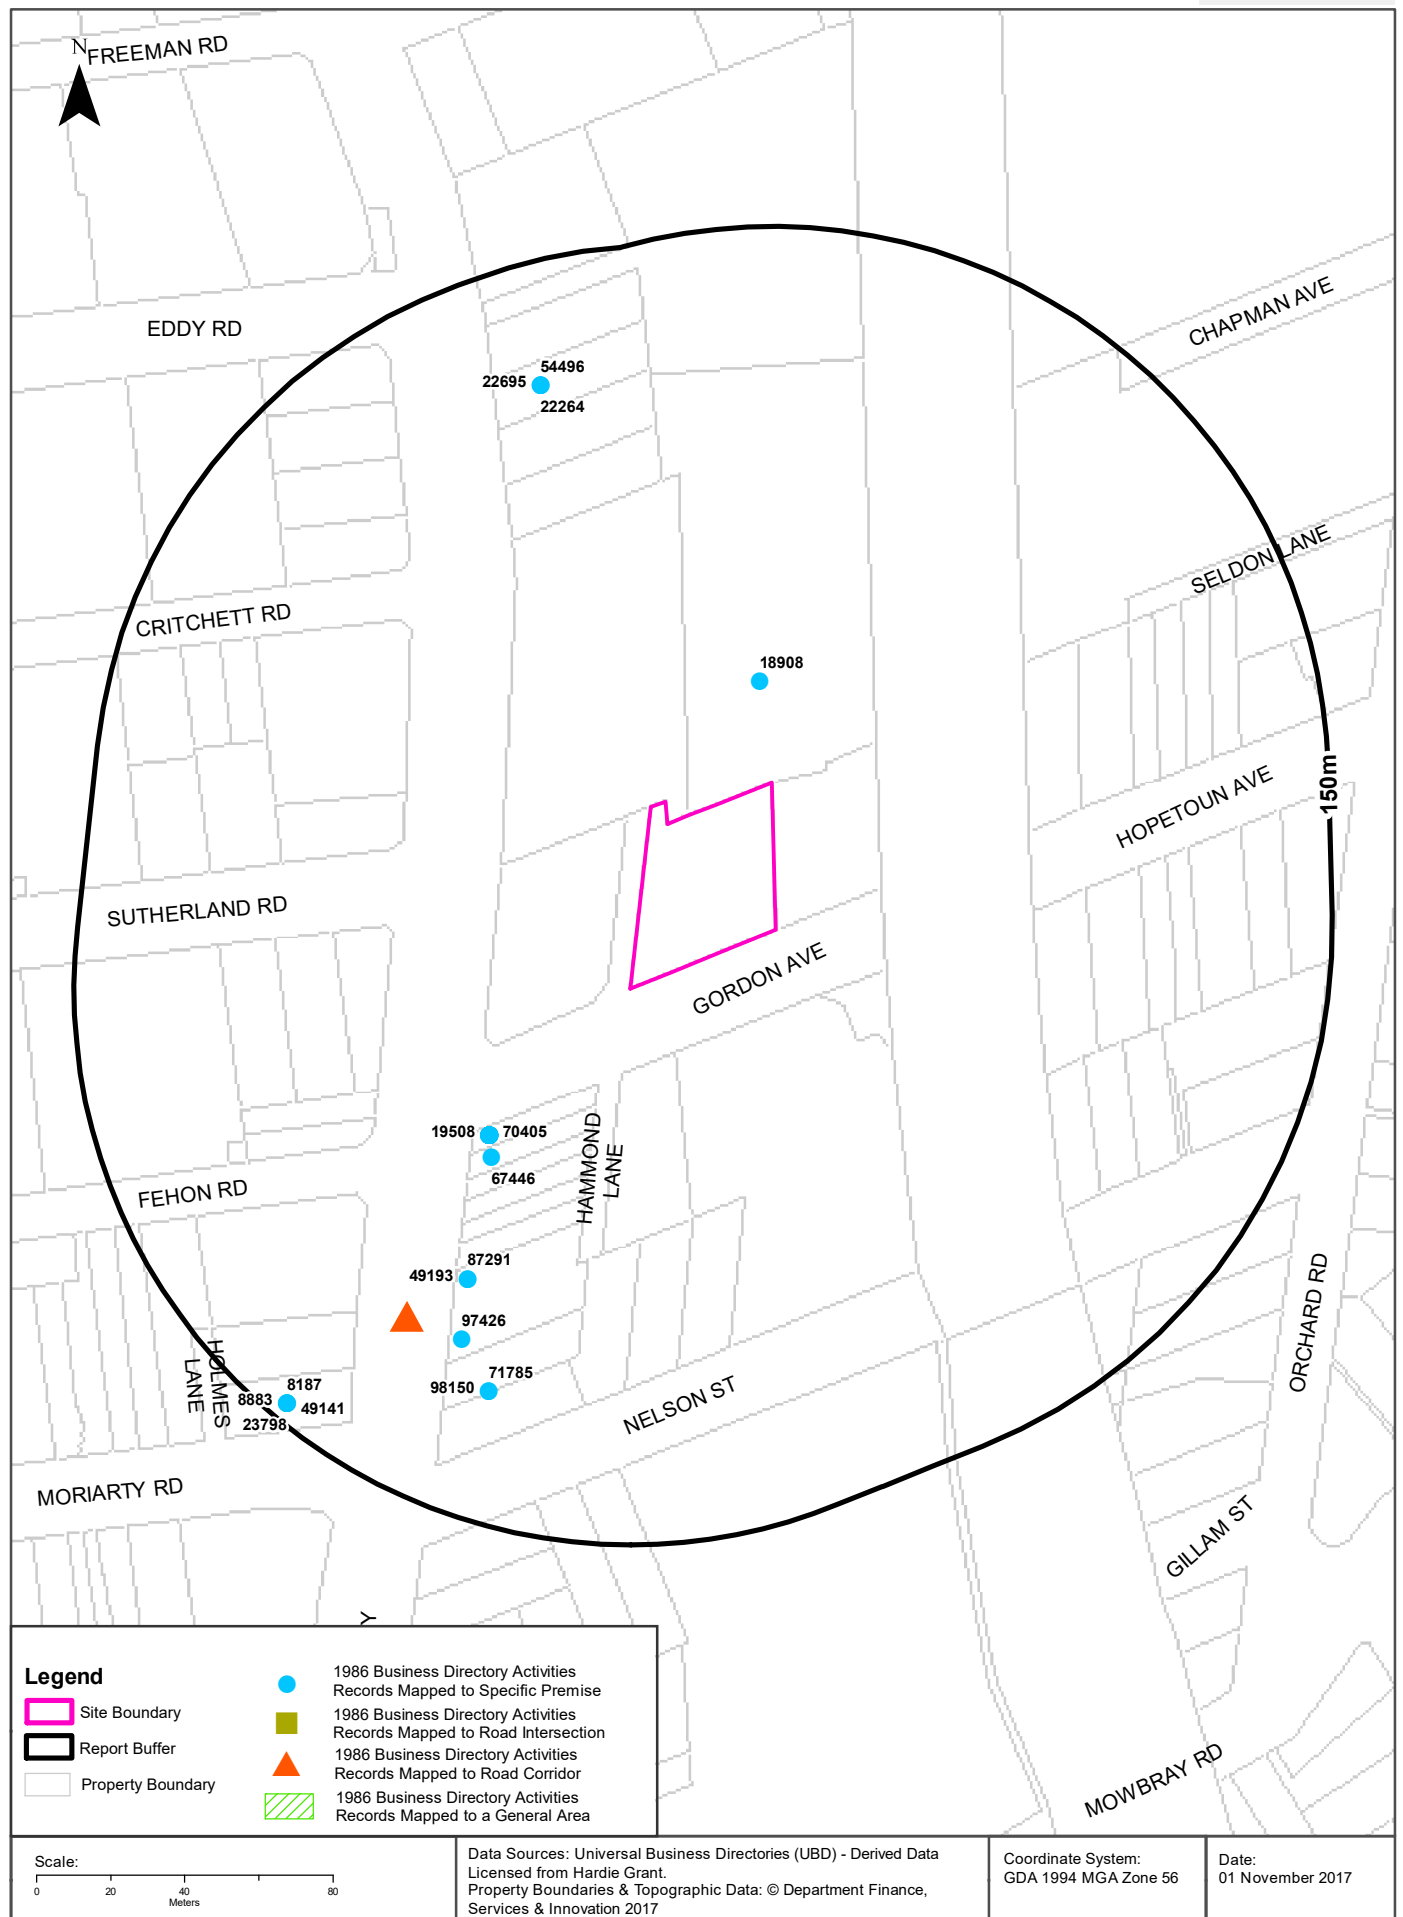 N
FREEMAN RD
EDDY RD
CHAPMAN AVE
54496
22695
22264
SELDON LANE
CRITCHETT RD
18908
150m
HOPETOUN AVE
SUTHERLAND RD
GORDON AVE
19508
70405
67446
HAMMOND
LANE
FEHON RD
87291
49193
97426
71785
98150
ORCHARD RD
HOLMES
LANE
8187
8883
49141
23798
NELSON ST
MORIARTY RD
GILLAM ST
Y
MOWBRAY RD
Legend
Site Boundary
Report Buffer
Property Boundary
1986 Business Directory Activities
Records Mapped to Specific Premise
1986 Business Directory Activities
Records Mapped to Road Intersection
1986 Business Directory Activities
Records Mapped to Road Corridor
1986 Business Directory Activities
Records Mapped to a General Area
Scale:
0 20 40 80
Meters
Data Sources: Universal Business Directories (UBD) - Derived Data
Licensed from Hardie Grant.
Property Boundaries & Topographic Data: © Department Finance,
Services & Innovation 2017
Coordinate System:
GDA 1994 MGA Zone 56
Date:
01 November 2017